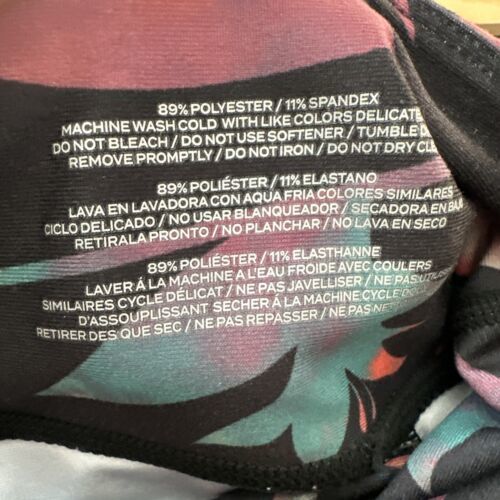 89% POLYESTER / 11% SPANDEX
MACHINE WASH COLD WITH LIKE COLORS DELICATE
DO NOT BLEACH / DO NOT USE SOFTENER / TUMBLE
REMOVE PROMPTLY / DO NOT IRON / DO NOT DRY
89% POLIÉSTER / 11% ELASTANO
LAVA EN LAVADORA CON AQUA FRIA COLORES SIMILARES
CICLO DELICADO / NO USAR BLANQUEADOR / SECADORA EN
RETIRALA PRONTO / NO PLANCHAR / NO LAVA EN SECO
89% POLIÉSTER / 11% ELASTHANNE
LAVER Á LA MACHINE A L'EAU FROIDE AVEC COULERS
SIMILAIRES CYCLE DÉLICAT / NE PAS JAVELLISER / NE PAS
D'ASSOUPLISSANT SECHER À LA MACHINE CYCLE
RETIRER DES QUE SEC / NE PAS REPASSER / NE PAS